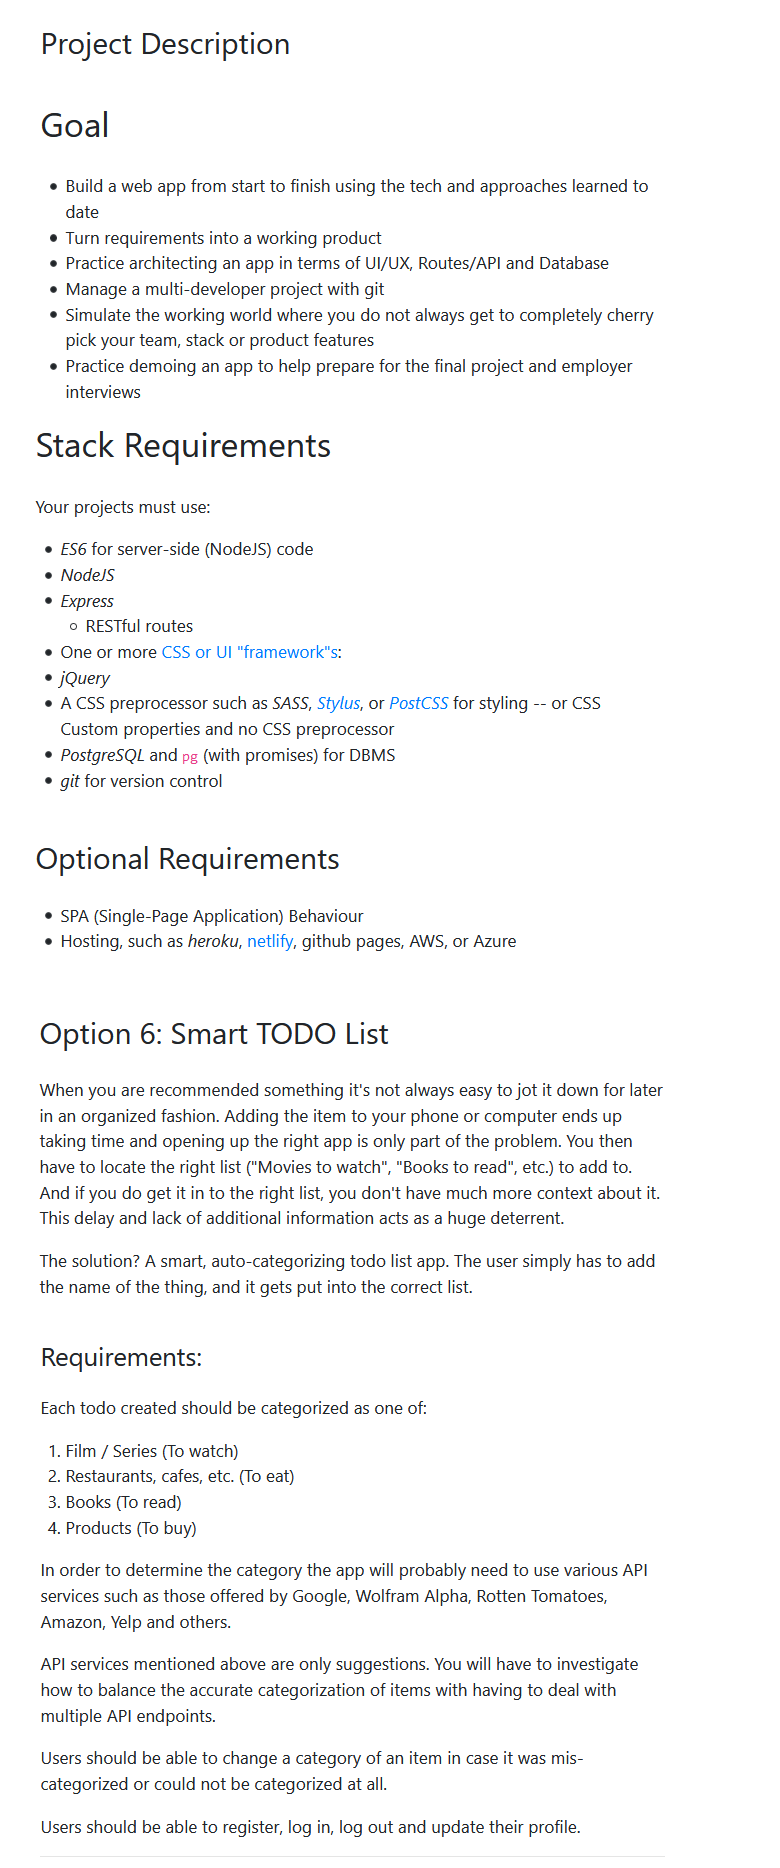 Project Description
Goal
• Build a web app from start to finish using the tech and approaches learned to
date
• Turn requirements into a working product
• Practice architecting an app in terms of UI/UX, Routes/API and Database
• Manage a multi-developer project with git
• Simulate the working world where you do not always get to completely cherry
pick your team, stack or product features
• Practice demoing an app to help prepare for the final project and employer
interviews
Stack Requirements
Your projects must use:
• ES6 for server-side (NodeJS) code
• NodeJS
• Express
○ RESTful routes
• One or more CSS or UI "framework"s:
• jQuery
• A CSS preprocessor such as SASS, Stylus, or PostCSS for styling -- or CSS
Custom properties and no CSS preprocessor
• PostgreSQL and pg (with promises) for DBMS
• git for version control
Optional Requirements
• SPA (Single-Page Application) Behaviour
• Hosting, such as heroku, netlify, github pages, AWS, or Azure
Option 6: Smart TODO List
When you are recommended something it's not always easy to jot it down for later
in an organized fashion. Adding the item to your phone or computer ends up
taking time and opening up the right app is only part of the problem. You then
have to locate the right list ("Movies to watch", "Books to read", etc.) to add to.
And if you do get it in to the right list, you don't have much more context about it.
This delay and lack of additional information acts as a huge deterrent.
The solution? A smart, auto-categorizing todo list app. The user simply has to add
the name of the thing, and it gets put into the correct list.
Requirements:
Each todo created should be categorized as one of:
1. Film / Series (To watch)
2. Restaurants, cafes, etc. (To eat)
3. Books (To read)
4. Products (To buy)
In order to determine the category the app will probably need to use various API
services such as those offered by Google, Wolfram Alpha, Rotten Tomatoes,
Amazon, Yelp and others.
API services mentioned above are only suggestions. You will have to investigate
how to balance the accurate categorization of items with having to deal with
multiple API endpoints.
Users should be able to change a category of an item in case it was mis-
categorized or could not be categorized at all.
Users should be able to register, log in, log out and update their profile.